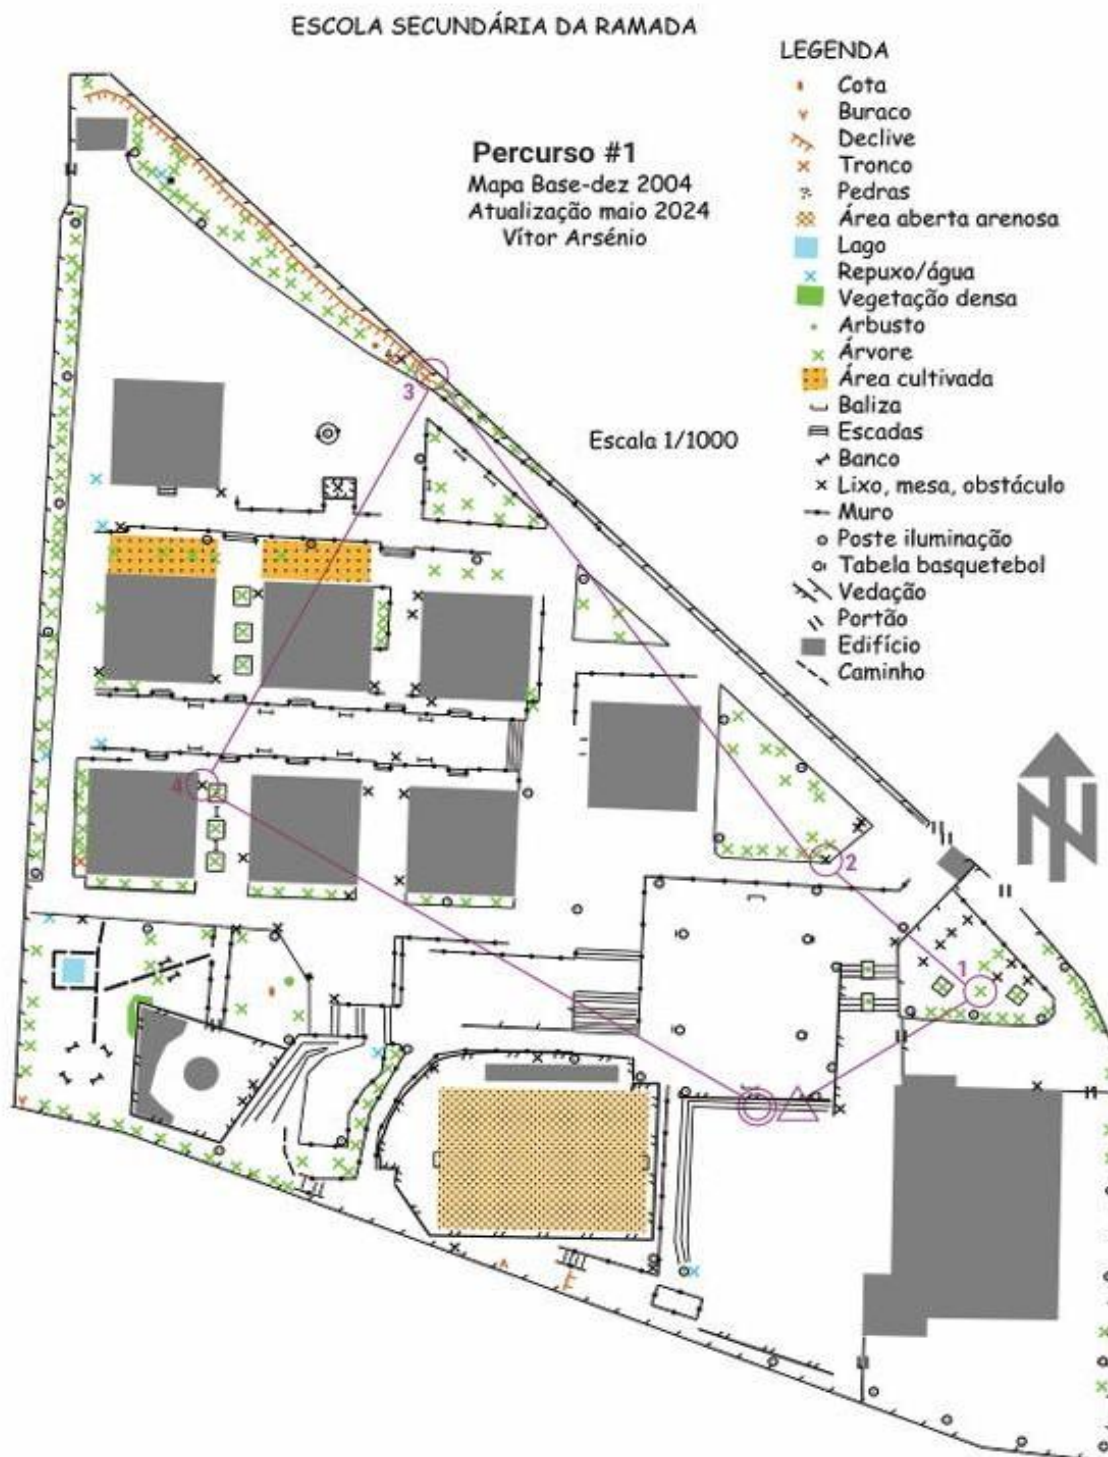 ESCOLA SECUNDÁRIA DA RAMADA
LEGENDA
Cota
Buraco
Declive
Tronco
Pedras
Área aberta arenosa
Lago
Repuxo/água
Vegetação densa
Arbusto
Árvore
Área cultivada
Baliza
Escadas
Banco
Lixo, mesa, obstáculo
Muro
Poste iluminação
Tabela basquetebol
Vedação
Portão
Edifício
Caminho
Percurso #1
Mapa Base-dez 2004
Atualização maio 2024
Vítor Arsénio
3
Escala 1/1000
4
2
N
1